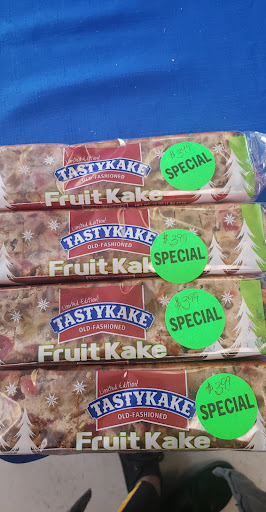 Limited Edition!
TASTYKAKE
OLD-FASHIONED
Fruit Kake
$3.99
SPECIAL
Limited Edition!
TASTYKAKE
OLD-FASHIONED
Fruit Kake
$3.99
SPECIAL
Limited Edition!
TASTYKAKE
OLD-FASHIONED
Fruit Kake
$3.99
SPECIAL
Limited Edition!
TASTYKAKE
OLD-FASHIONED
Fruit Kake
$3.99
SPECIAL